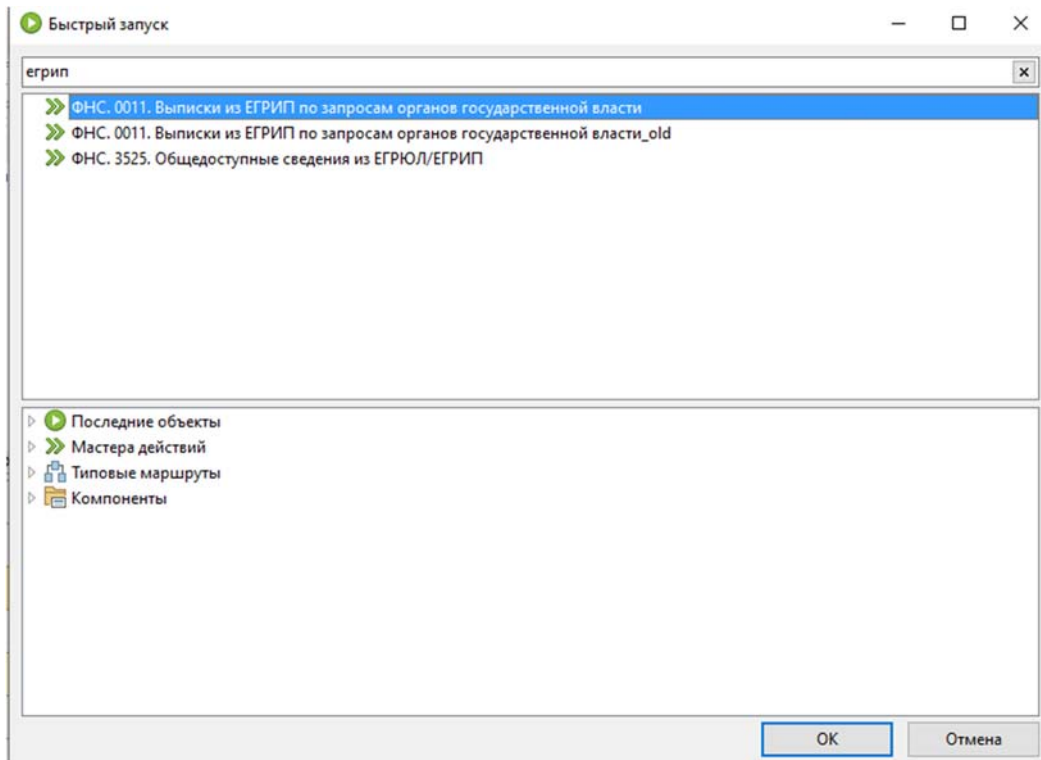 Быстрый запуск
егрип
ФНС. 0011. Выписки из ЕГРИП по запросам органов государственной власти
ФНС. 0011. Выписки из ЕГРИП по запросам органов государственной власти_old
ФНС. 3525. Общедоступные сведения из ЕГРЮЛ/ЕГРИП
Последние объекты
Мастера действий
Типовые маршруты
Компоненты
OK
Отмена